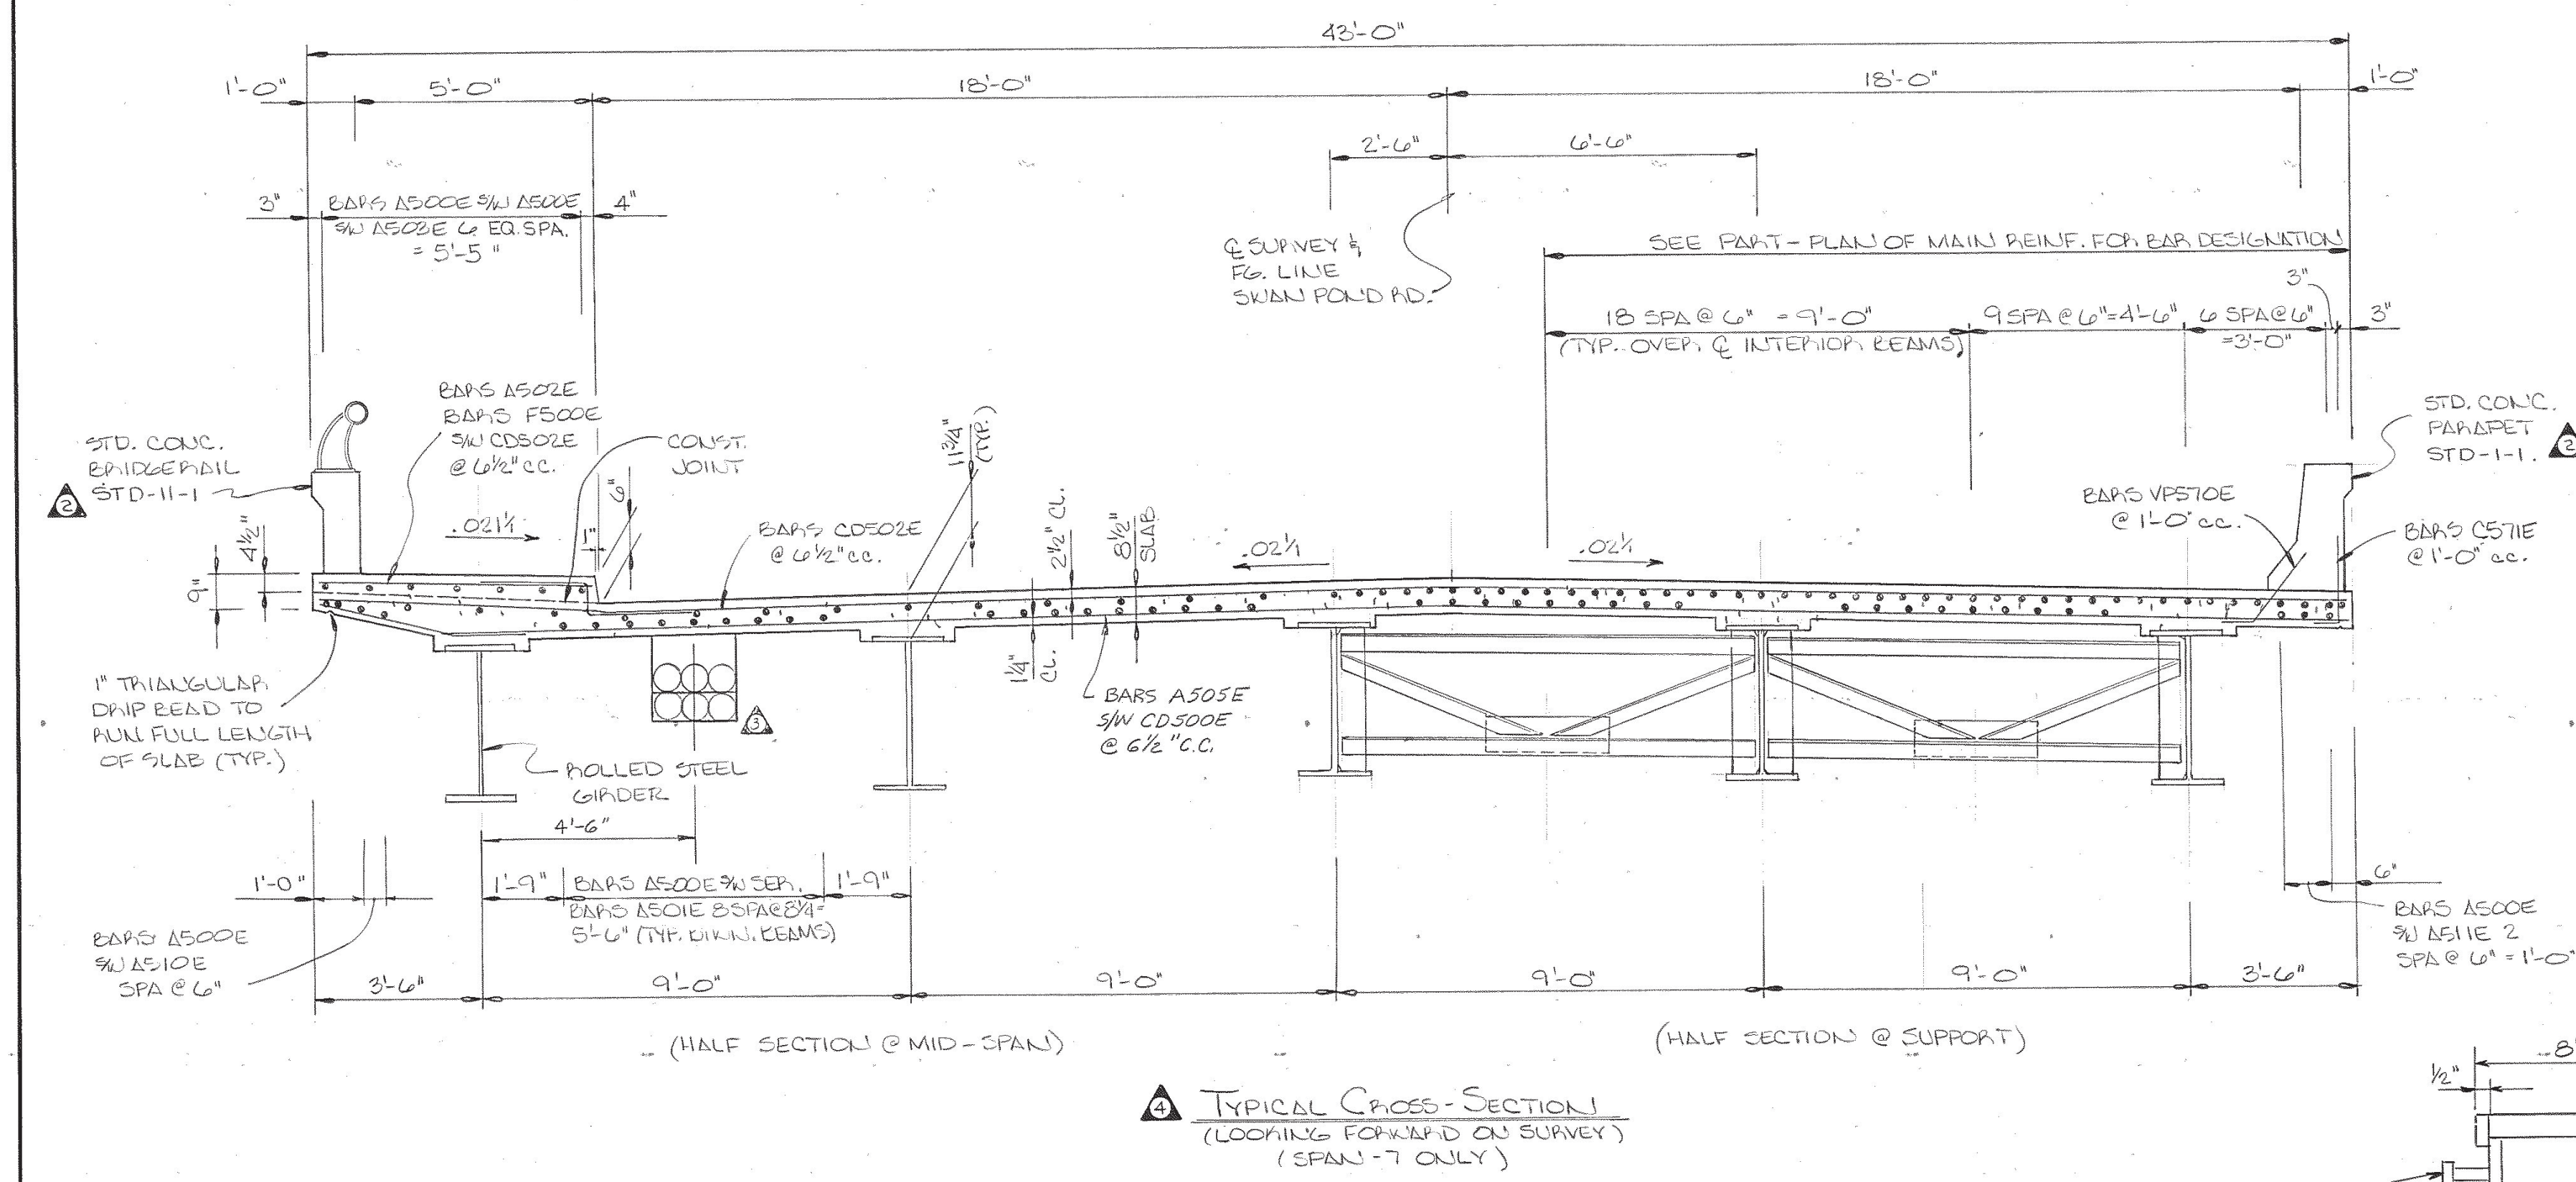 43'-0"
1'-0"
5'-0"
18'-0"
18'-0"
1'-0"
2'-6"
6'-6"
3"
BARS A500E S/W A500E
S/W A503E 6 EQ. SPA.
= 5'-5"
4"
℄ SURVEY &
FG. LINE
SWAN POND RD.
SEE PART-PLAN OF MAIN REINF. FOR BAR DESIGNATION
3"
18 SPA @ 6" = 9'-0"
(TYP. OVER ℄ INTERIOR BEAMS)
9 SPA @ 6"=4'-6"
6 SPA@6"
=3'-0"
3"
STD. CONC.
BRIDGERAIL
STD-11-1
2
BARS A502E
BARS F500E
S/W CD502E
@ 6½" C.C.
CONST.
JOINT
6"
1"
11¾"
(TYP.)
BARS CD502E
@ 6½" C.C.
2½" CL.
8½"
SLAB
1¼"
CL.
STD. CONC.
PARAPET
STD-1-1.
2
BARS VP570E
@ 1'-0" C.C.
BARS C571E
@ 1'-0" C.C.
4½"
9"
.02
.02
.02
1" TRIANGULAR
DRIP BEAD TO
RUN FULL LENGTH
OF SLAB (TYP.)
3
ROLLED STEEL
GIRDER
BARS A505E
S/W CD500E
@ 6½" C.C.
4'-6"
1'-0"
1'-9"
BARS A500E S/W SER.
BARS A501E 8 SPA@8¼=
5'-6" (TYP. BEAMS)
1'-9"
6"
BARS A500E
S/W A510E
SPA @ 6"
BARS A500E
S/W A511E 2
SPA @ 6" = 1'-0"
3'-6"
9'-0"
9'-0"
9'-0"
9'-0"
3'-6"
(HALF SECTION @ MID-SPAN)
(HALF SECTION @ SUPPORT)
4
TYPICAL CROSS-SECTION
(LOOKING FORWARD ON SURVEY)
(SPAN-7 ONLY)
½"
8